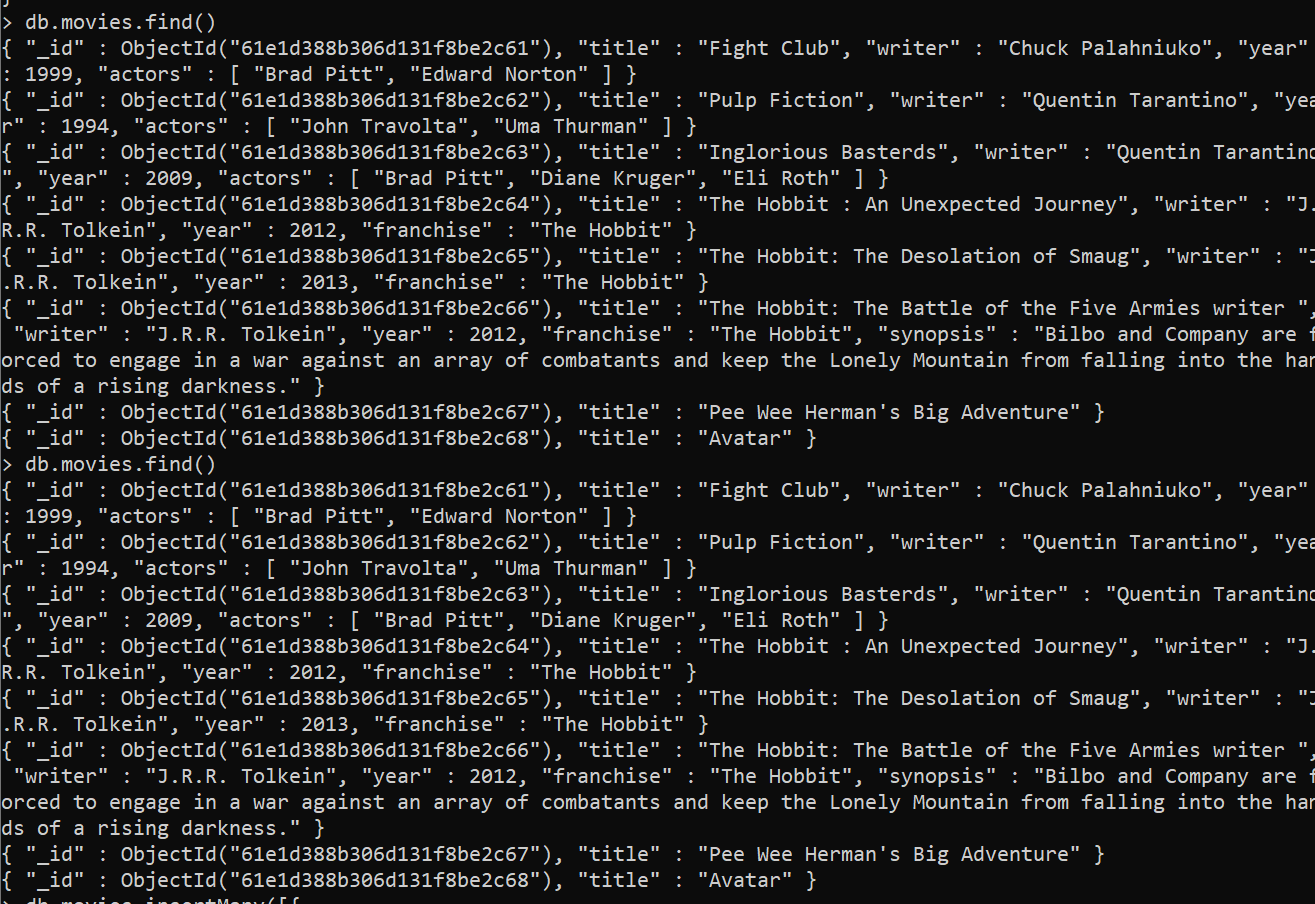 }
> db.movies.find()
{ "_id" : ObjectId("61e1d388b306d131f8be2c61"), "title" : "Fight Club", "writer" : "Chuck Palahniuko", "year"
: 1999, "actors" : [ "Brad Pitt", "Edward Norton" ] }
{ "_id" : ObjectId("61e1d388b306d131f8be2c62"), "title" : "Pulp Fiction", "writer" : "Quentin Tarantino", "yea
r" : 1994, "actors" : [ "John Travolta", "Uma Thurman" ] }
{ "_id" : ObjectId("61e1d388b306d131f8be2c63"), "title" : "Inglorious Basterds", "writer" : "Quentin Tarantino
", "year" : 2009, "actors" : [ "Brad Pitt", "Diane Kruger", "Eli Roth" ] }
{ "_id" : ObjectId("61e1d388b306d131f8be2c64"), "title" : "The Hobbit : An Unexpected Journey", "writer" : "J.
R.R. Tolkein", "year" : 2012, "franchise" : "The Hobbit" }
{ "_id" : ObjectId("61e1d388b306d131f8be2c65"), "title" : "The Hobbit: The Desolation of Smaug", "writer" : "J
.R.R. Tolkein", "year" : 2013, "franchise" : "The Hobbit" }
{ "_id" : ObjectId("61e1d388b306d131f8be2c66"), "title" : "The Hobbit: The Battle of the Five Armies writer ",
"writer" : "J.R.R. Tolkein", "year" : 2012, "franchise" : "The Hobbit", "synopsis" : "Bilbo and Company are f
orced to engage in a war against an array of combatants and keep the Lonely Mountain from falling into the han
ds of a rising darkness." }
{ "_id" : ObjectId("61e1d388b306d131f8be2c67"), "title" : "Pee Wee Herman's Big Adventure" }
{ "_id" : ObjectId("61e1d388b306d131f8be2c68"), "title" : "Avatar" }
> db.movies.find()
{ "_id" : ObjectId("61e1d388b306d131f8be2c61"), "title" : "Fight Club", "writer" : "Chuck Palahniuko", "year"
: 1999, "actors" : [ "Brad Pitt", "Edward Norton" ] }
{ "_id" : ObjectId("61e1d388b306d131f8be2c62"), "title" : "Pulp Fiction", "writer" : "Quentin Tarantino", "yea
r" : 1994, "actors" : [ "John Travolta", "Uma Thurman" ] }
{ "_id" : ObjectId("61e1d388b306d131f8be2c63"), "title" : "Inglorious Basterds", "writer" : "Quentin Tarantino
", "year" : 2009, "actors" : [ "Brad Pitt", "Diane Kruger", "Eli Roth" ] }
{ "_id" : ObjectId("61e1d388b306d131f8be2c64"), "title" : "The Hobbit : An Unexpected Journey", "writer" : "J.
R.R. Tolkein", "year" : 2012, "franchise" : "The Hobbit" }
{ "_id" : ObjectId("61e1d388b306d131f8be2c65"), "title" : "The Hobbit: The Desolation of Smaug", "writer" : "J
.R.R. Tolkein", "year" : 2013, "franchise" : "The Hobbit" }
{ "_id" : ObjectId("61e1d388b306d131f8be2c66"), "title" : "The Hobbit: The Battle of the Five Armies writer ",
"writer" : "J.R.R. Tolkein", "year" : 2012, "franchise" : "The Hobbit", "synopsis" : "Bilbo and Company are f
orced to engage in a war against an array of combatants and keep the Lonely Mountain from falling into the han
ds of a rising darkness." }
{ "_id" : ObjectId("61e1d388b306d131f8be2c67"), "title" : "Pee Wee Herman's Big Adventure" }
{ "_id" : ObjectId("61e1d388b306d131f8be2c68"), "title" : "Avatar" }
> db.movies.insertMany([{